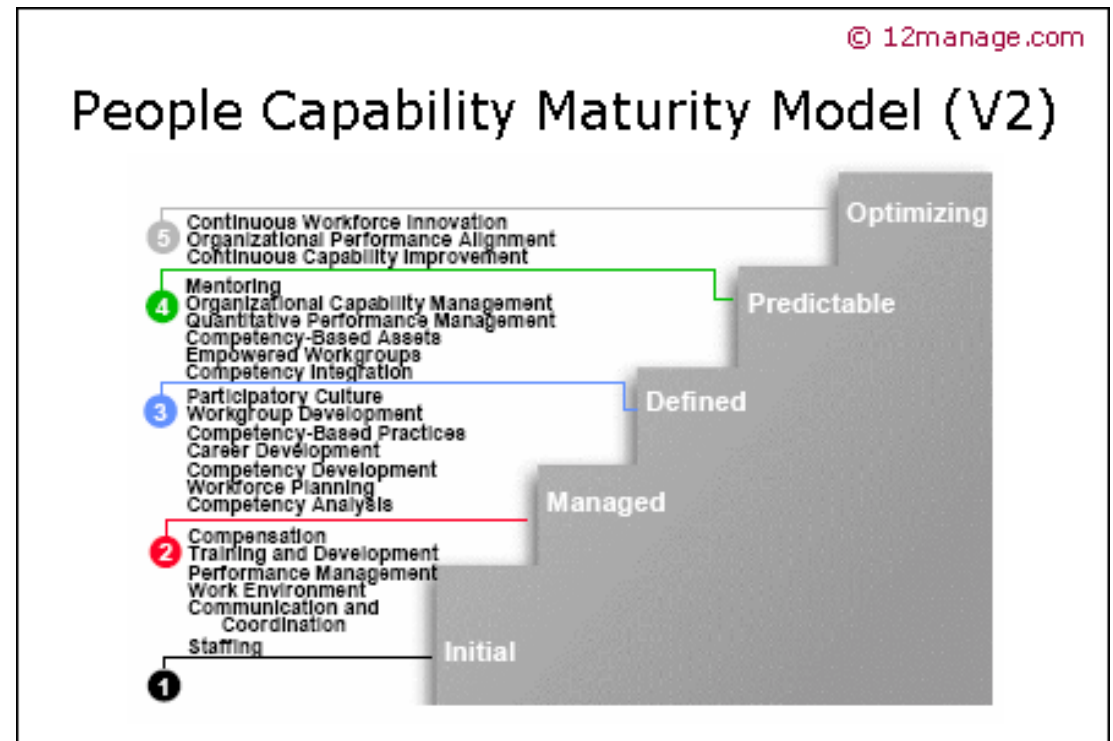 © 12manage.com
People Capability Maturity Model (V2)
Optimizing
5
Continuous Workforce Innovation
Organizational Performance Alignment
Continuous Capability Improvement
Predictable
4
Mentoring
Organizational Capability Management
Quantitative Performance Management
Competency-Based Assets
Empowered Workgroups
Competency Integration
Defined
3
Participatory Culture
Workgroup Development
Competency-Based Practices
Career Development
Competency Development
Workforce Planning
Competency Analysis
Managed
2
Compensation
Training and Development
Performance Management
Work Environment
Communication and
Coordination
Staffing
Initial
1